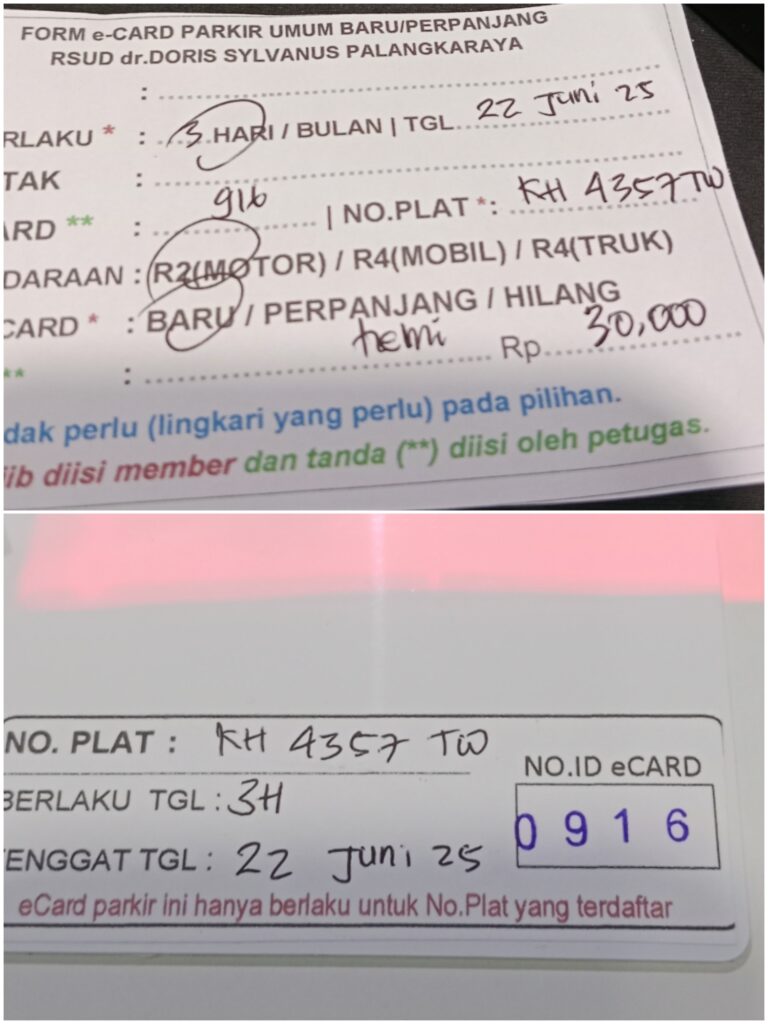 FORM e-CARD PARKIR UMUM BARU/PERPANJANG
RSUD dr.DORIS SYLVANUS PALANGKARAYA
:
RLAKU * : 3 HARI / BULAN | TGL 22 Juni 25
TAK :
ARD ** : 916 | NO.PLAT *: KH 4357 TW
DARAAN : R2(MOTOR) / R4(MOBIL) / R4(TRUK)
CARD * : BARU / PERPANJANG / HILANG
** : hemi Rp 30,000
dak perlu (lingkari yang perlu) pada pilihan.
jib diisi member dan tanda (**) diisi oleh petugas.
NO. PLAT : KH 4357 TW
BERLAKU TGL : 3H
TENGGAT TGL : 22 Juni 25
NO.ID eCARD
0916
eCard parkir ini hanya berlaku untuk No.Plat yang terdaftar